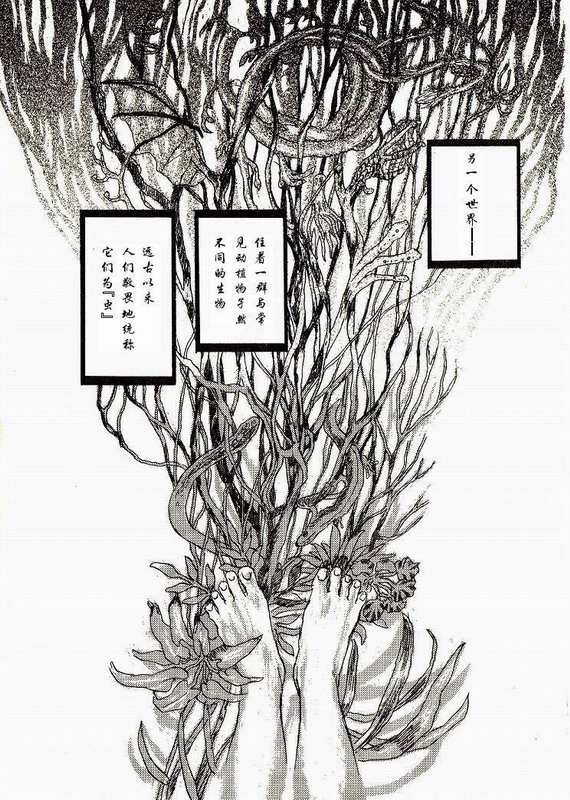 另一个世界——
住着一群与常
见动植物孑然
不同的生物
远古以来
人们敬畏地统称
它们为『虫』